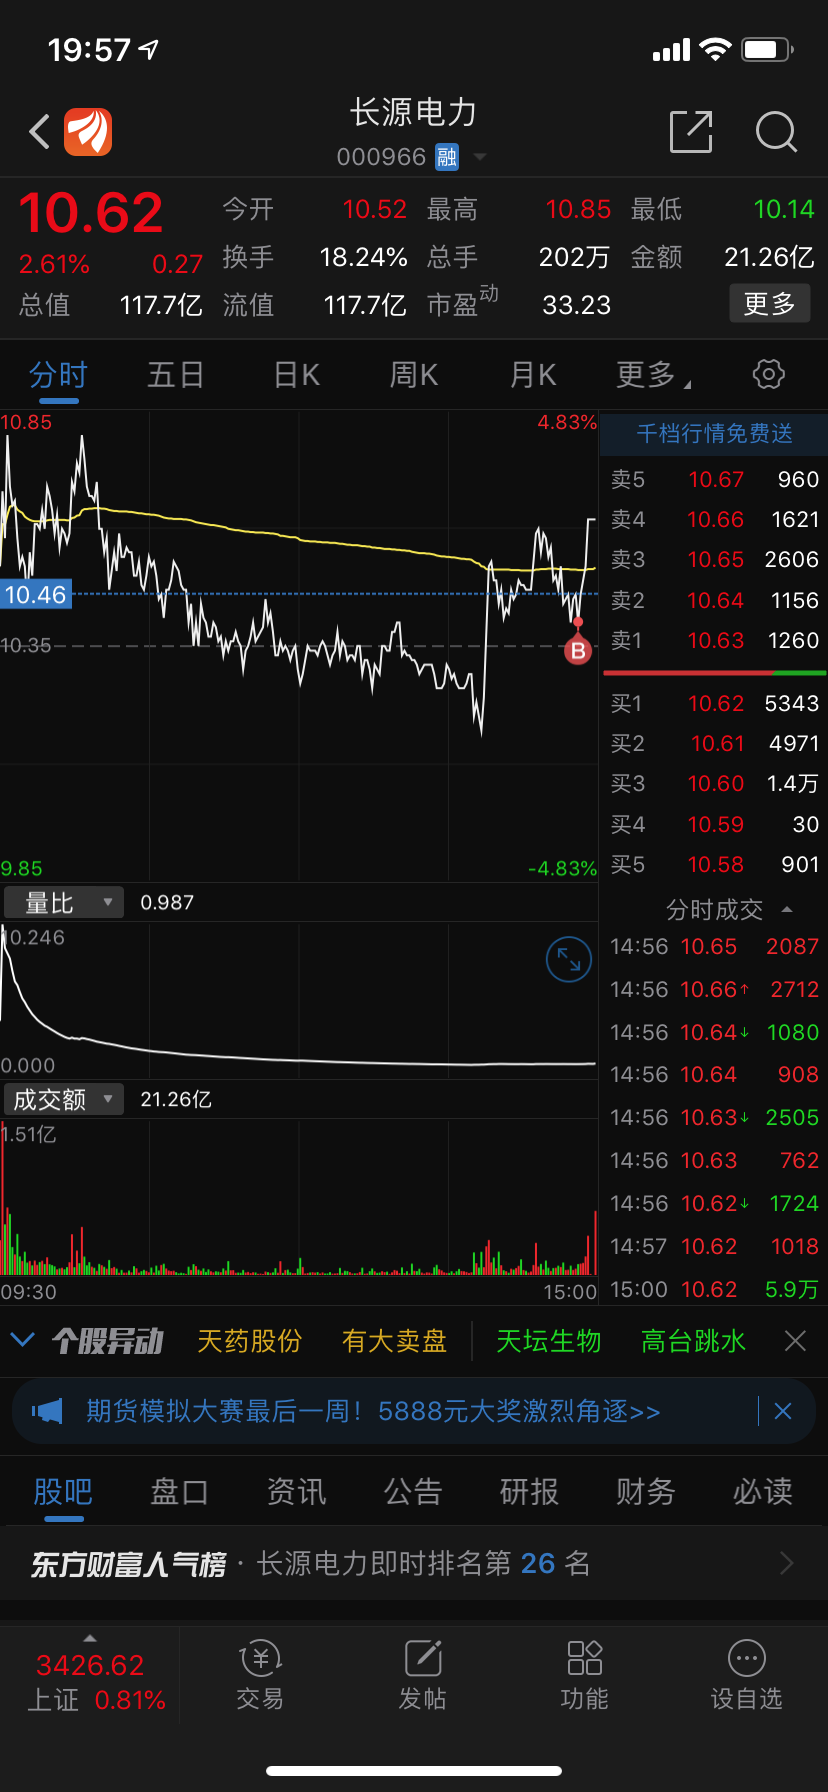 19:57
长源电力
000966 融
10.62 今开 10.52 最高 10.85 最低 10.14
2.61% 0.27 换手 18.24% 总手 202万 金额 21.26亿
总值 117.7亿 流值 117.7亿 市盈动 33.23 更多
分时 五日 日K 周K 月K 更多
10.85 4.83%
10.46
10.35
B
9.85 -4.83%
千档行情免费送
卖5 10.67 960
卖4 10.66 1621
卖3 10.65 2606
卖2 10.64 1156
卖1 10.63 1260
买1 10.62 5343
买2 10.61 4971
买3 10.60 1.4万
买4 10.59 30
买5 10.58 901
量比 0.987
10.246
0.000
成交额 21.26亿
1.51亿
09:30 15:00
分时成交
14:56 10.65 2087
14:56 10.66↑ 2712
14:56 10.64↓ 1080
14:56 10.64 908
14:56 10.63↓ 2505
14:56 10.63 762
14:56 10.62↓ 1724
14:57 10.62 1018
15:00 10.62 5.9万
个股异动 天药股份 有大卖盘 天坛生物 高台跳水
期货模拟大赛最后一周！5888元大奖激烈角逐>>
股吧 盘口 资讯 公告 研报 财务 必读
东方财富人气榜 · 长源电力即时排名第 26 名
3426.62
上证 0.81%
交易 发帖 功能 设自选